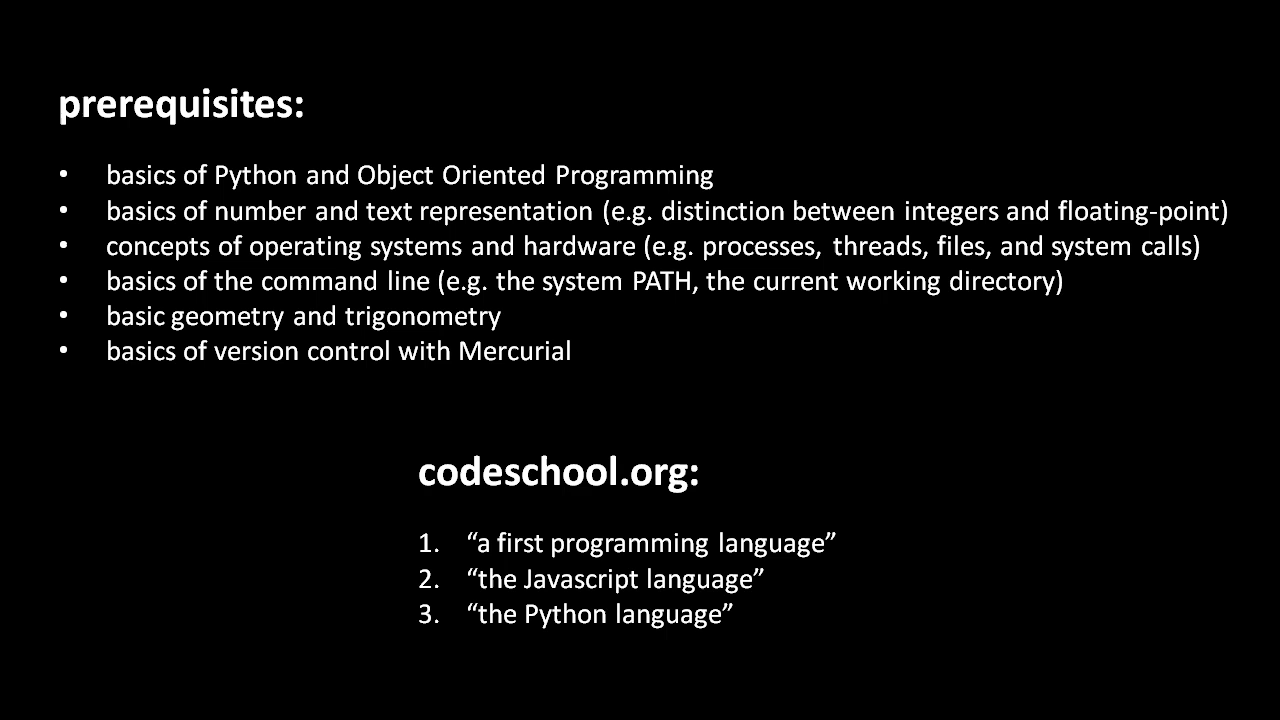 prerequisites:
• basics of Python and Object Oriented Programming
• basics of number and text representation (e.g. distinction between integers and floating-point)
• concepts of operating systems and hardware (e.g. processes, threads, files, and system calls)
• basics of the command line (e.g. the system PATH, the current working directory)
• basic geometry and trigonometry
• basics of version control with Mercurial
codeschool.org:
1. “a first programming language”
2. “the Javascript language”
3. “the Python language”